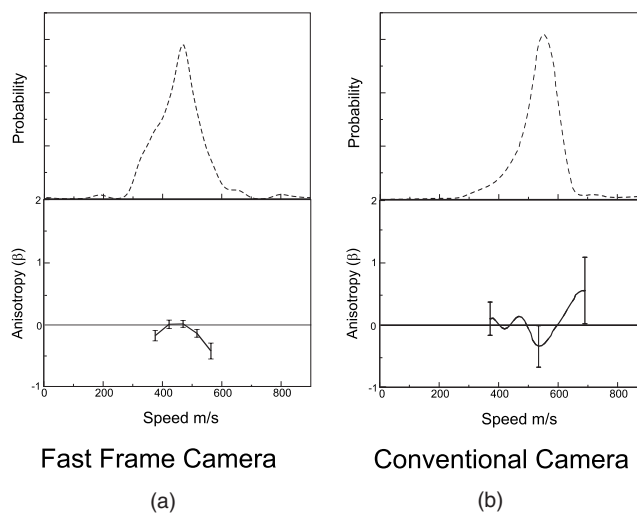 Probability
2
1
0
-1
Anisotropy (β)
0 200 400 600 800
Speed m/s
Fast Frame Camera
(a)
Probability
2
1
0
-1
Anisotropy (β)
0 200 400 600 800
Speed m/s
Conventional Camera
(b)